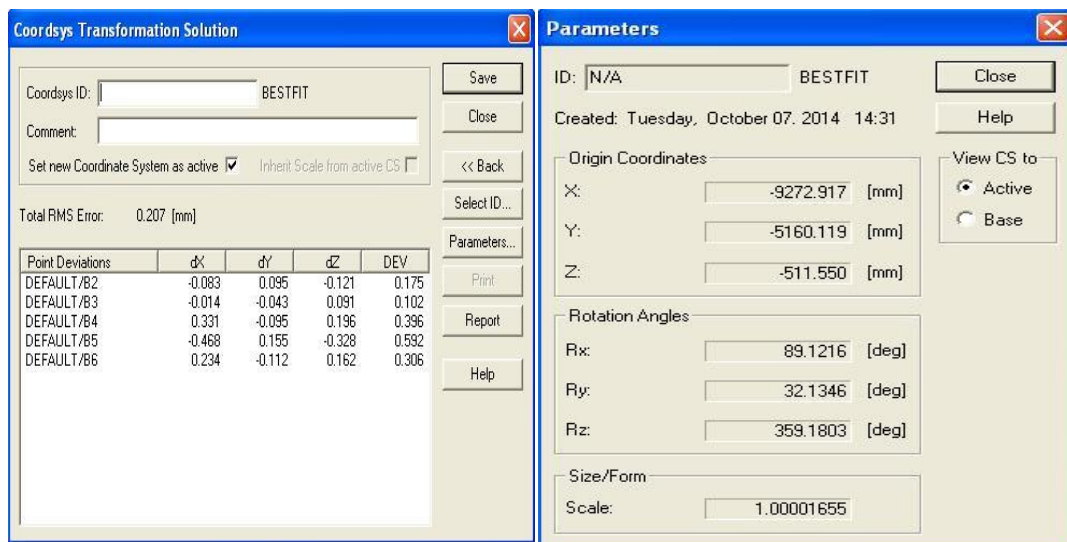 Coordsys Transformation Solution
Coordsys ID: BESTFIT
Comment:
Set new Coordinate System as active Inherit Scale from active CS
Total RMS Error: 0.207 [mm]
Point Deviations dX dY dZ DEV
DEFAULT/B2 -0.083 0.095 -0.121 0.175
DEFAULT/B3 -0.014 -0.043 0.091 0.102
DEFAULT/B4 0.331 -0.095 0.196 0.396
DEFAULT/B5 -0.468 0.155 -0.328 0.592
DEFAULT/B6 0.234 -0.112 0.162 0.306
Save
Close
<< Back
Select ID...
Parameters...
Print
Report
Help
Parameters
ID: N/A BESTFIT
Created: Tuesday, October 07. 2014 14:31
Close
Help
Origin Coordinates
X: -9272.917 [mm]
Y: -5160.119 [mm]
Z: -511.550 [mm]
View CS to
Active
Base
Rotation Angles
Rx: 89.1216 [deg]
Ry: 32.1346 [deg]
Rz: 359.1803 [deg]
Size/Form
Scale: 1.00001655